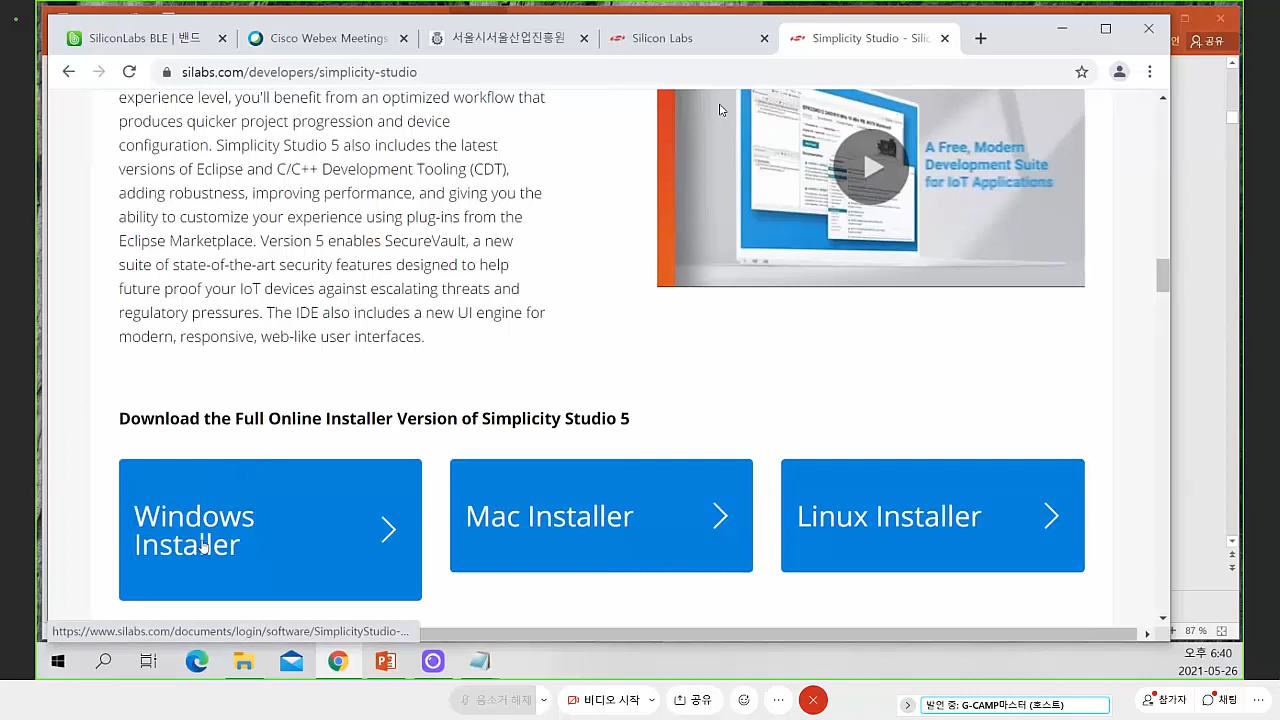 SiliconLabs BLE | 밴드
Cisco Webex Meetings
서울시서울산업진흥원
Silicon Labs
Simplicity Studio - Silic
공유
silabs.com/developers/simplicity-studio
experience level, you'll benefit from an optimized workflow that
produces quicker project progression and device
configuration. Simplicity Studio 5 also includes the latest
versions of Eclipse and C/C++ Development Tooling (CDT),
adding robustness, improving performance, and giving you the
ability to customize your experience using plug-ins from the
Eclipse Marketplace. Version 5 enables SecureVault, a new
suite of state-of-the-art security features designed to help
future proof your IoT devices against escalating threats and
regulatory pressures. The IDE also includes a new UI engine for
modern, responsive, web-like user interfaces.
A Free, Modern
Development Suite
for IoT Applications
Download the Full Online Installer Version of Simplicity Studio 5
Windows
Installer
Mac Installer
Linux Installer
https://www.silabs.com/documents/login/software/SimplicityStudio-...
87 %
오후 6:40
2021-05-26
음소거 해제
비디오 시작
공유
발언 중: G-CAMP마스터 (호스트)
참가자
채팅